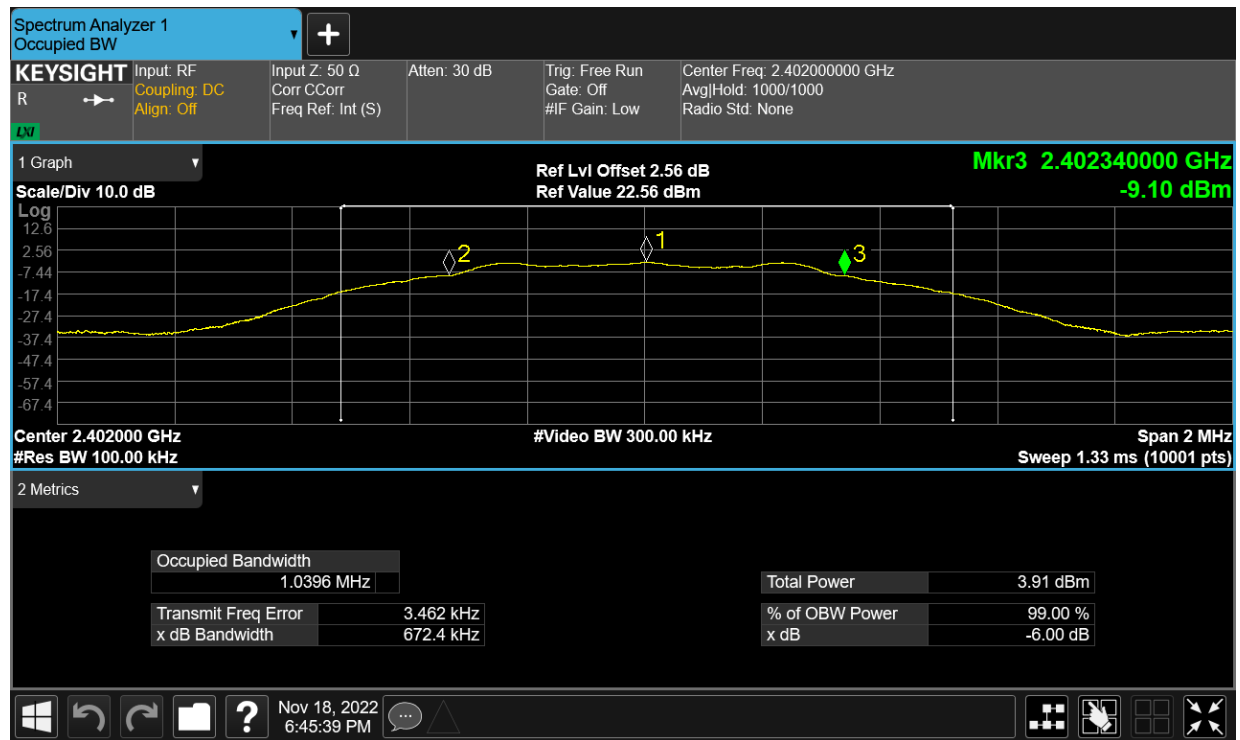 Spectrum Analyzer 1
Occupied BW
KEYSIGHT
R
LXI
Input: RF
Coupling: DC
Align: Off
Input Z: 50 Ω
Corr CCorr
Freq Ref: Int (S)
Atten: 30 dB
Trig: Free Run
Gate: Off
#IF Gain: Low
Center Freq: 2.402000000 GHz
Avg|Hold: 1000/1000
Radio Std: None
1 Graph
Scale/Div 10.0 dB
Ref Lvl Offset 2.56 dB
Ref Value 22.56 dBm
Mkr3 2.402340000 GHz
-9.10 dBm
Log
12.6
2.56
-7.44
-17.4
-27.4
-37.4
-47.4
-57.4
-67.4
2
1
3
Center 2.402000 GHz
#Video BW 300.00 kHz
Span 2 MHz
#Res BW 100.00 kHz
Sweep 1.33 ms (10001 pts)
2 Metrics
Occupied Bandwidth
1.0396 MHz
Total Power 3.91 dBm
Transmit Freq Error 3.462 kHz
% of OBW Power 99.00 %
x dB Bandwidth 672.4 kHz
x dB -6.00 dB
?
Nov 18, 2022
6:45:39 PM